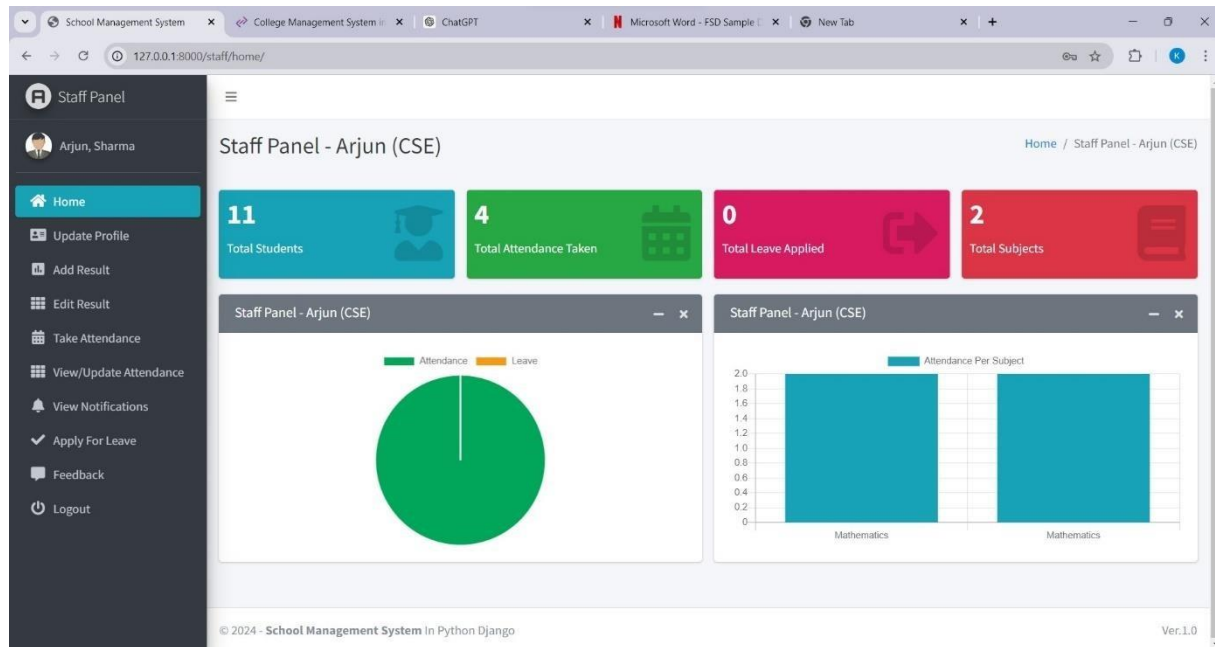 School Management System
College Management System in
ChatGPT
Microsoft Word - FSD Sample
New Tab
127.0.0.1:8000/staff/home/
K
Staff Panel
Arjun, Sharma
Home
Update Profile
Add Result
Edit Result
Take Attendance
View/Update Attendance
View Notifications
Apply For Leave
Feedback
Logout
Staff Panel - Arjun (CSE)
Home / Staff Panel - Arjun (CSE)
11
Total Students
4
Total Attendance Taken
0
Total Leave Applied
2
Total Subjects
Staff Panel - Arjun (CSE)
Attendance Leave
Staff Panel - Arjun (CSE)
Attendance Per Subject
2.0
1.8
1.6
1.4
1.2
1.0
0.8
0.6
0.4
0.2
0
Mathematics Mathematics
© 2024 - School Management System In Python Django
Ver.1.0